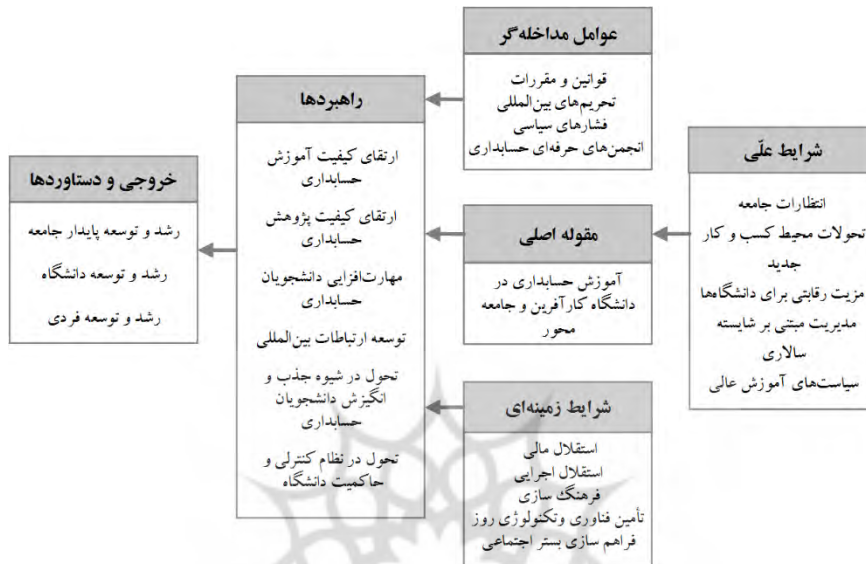 شرایط علّی
انتظارات جامعه
تحولات محیط کسب و کار
جدید
مزیت رقابتی برای دانشگاه‌ها
مدیریت مبتنی بر شایسته
سالاری
سیاست‌های آموزش عالی
عوامل مداخله‌گر
قوانین و مقررات
تحریم‌های بین‌المللی
فشارهای سیاسی
انجمن‌های حرفه‌ای حسابداری
مقوله اصلی
آموزش حسابداری در
دانشگاه کارآفرین و جامعه
محور
شرایط زمینه‌ای
استقلال مالی
استقلال اجرایی
فرهنگ سازی
تأمین فناوری وتکنولوژی روز
فراهم سازی بستر اجتماعی
راهبردها
ارتقای کیفیت آموزش
حسابداری
ارتقای کیفیت پژوهش
حسابداری
مهارت‌افزایی دانشجویان
حسابداری
توسعه ارتباطات بین‌المللی
تحول در شیوه جذب و
انگیزش دانشجویان
حسابداری
تحول در نظام کنترلی و
حاکمیت دانشگاه
خروجی و دستاوردها
رشد و توسعه پایدار جامعه
رشد و توسعه دانشگاه
رشد و توسعه فردی